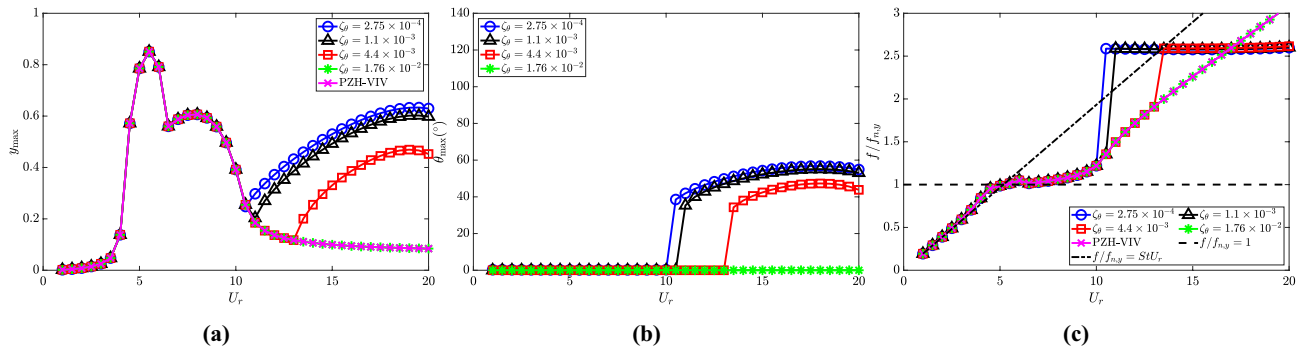 1
0.8
0.6
0.4
0.2
0
y_max
0 5 10 15 20
U_r
ζ_θ = 2.75 × 10⁻⁴
ζ_θ = 1.1 × 10⁻³
ζ_θ = 4.4 × 10⁻³
ζ_θ = 1.76 × 10⁻²
PZH-VIV
(a)
140
120
100
80
60
40
20
0
θ_max(°)
0 5 10 15 20
U_r
ζ_θ = 2.75 × 10⁻⁴
ζ_θ = 1.1 × 10⁻³
ζ_θ = 4.4 × 10⁻³
ζ_θ = 1.76 × 10⁻²
(b)
3
2.5
2
1.5
1
0.5
0
f/f_{n,y}
0 5 10 15 20
U_r
ζ_θ = 2.75 × 10⁻⁴ ζ_θ = 1.1 × 10⁻³
ζ_θ = 4.4 × 10⁻³ ζ_θ = 1.76 × 10⁻²
PZH-VIV f/f_{n,y} = 1
f/f_{n,y} = StU_r
(c)